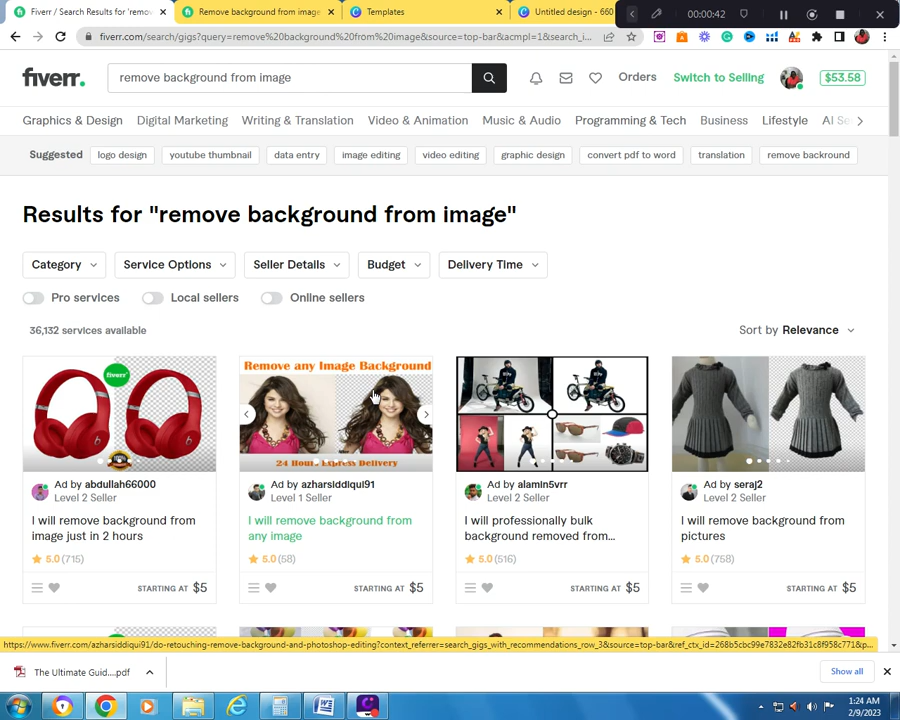 Fiverr / Search Results for 'remov
Remove background from image
Templates
Untitled design - 660
00:00:42
fiverr.com/search/gigs?query=remove%20background%20from%20image&source=top-bar&acmpl=1&search_i...
fiverr.
remove background from image
Orders
Switch to Selling
$53.58
Graphics & Design
Digital Marketing
Writing & Translation
Video & Animation
Music & Audio
Programming & Tech
Business
Lifestyle
AI Se
Suggested
logo design
youtube thumbnail
data entry
image editing
video editing
graphic design
convert pdf to word
translation
remove background
Results for "remove background from image"
Category
Service Options
Seller Details
Budget
Delivery Time
Pro services
Local sellers
Online sellers
36,132 services available
Sort by Relevance
fiverr
Remove any Image Background
24 Hours Express Delivery
Ad by abdullah66000
Level 2 Seller
I will remove background from
image just in 2 hours
5.0 (715)
STARTING AT $5
Ad by azharsiddiqui91
Level 1 Seller
I will remove background from
any image
5.0 (58)
STARTING AT $5
Ad by alamin5vrr
Level 2 Seller
I will professionally bulk
background removed from...
5.0 (516)
STARTING AT $5
Ad by seraj2
Level 2 Seller
I will remove background from
pictures
5.0 (758)
STARTING AT $5
https://www.fiverr.com/azharsiddiqui91/do-retouching-remove-background-and-photoshop-editing?context_referrer=search_gigs_with_recommendations_row_3&source=top-bar&ref_ctx_id=268b5cbc99e7832e82fb31c8f958c771&p...
The Ultimate Guid....pdf
Show all
1:24 AM
2/9/2023